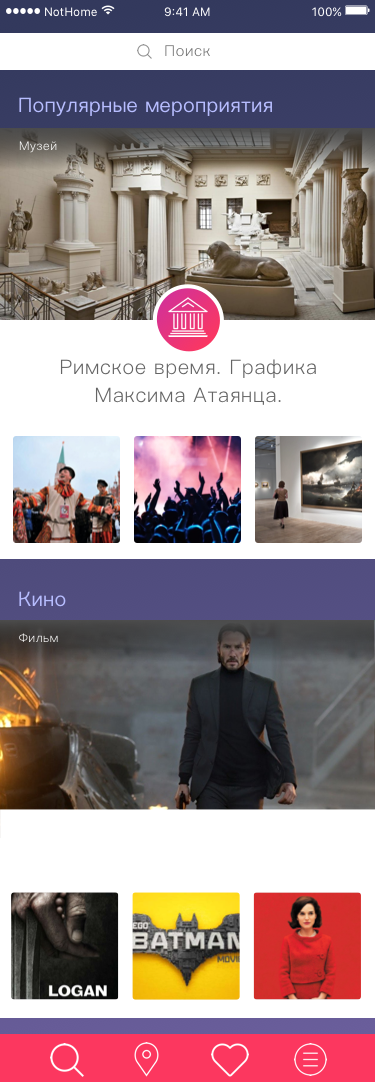 NotHome 9:41 AM 100%
Поиск
Популярные мероприятия
Музей
Римское время. Графика
Максима Атаянца.
Кино
Фильм
LOGAN
BATMAN
MOVIE